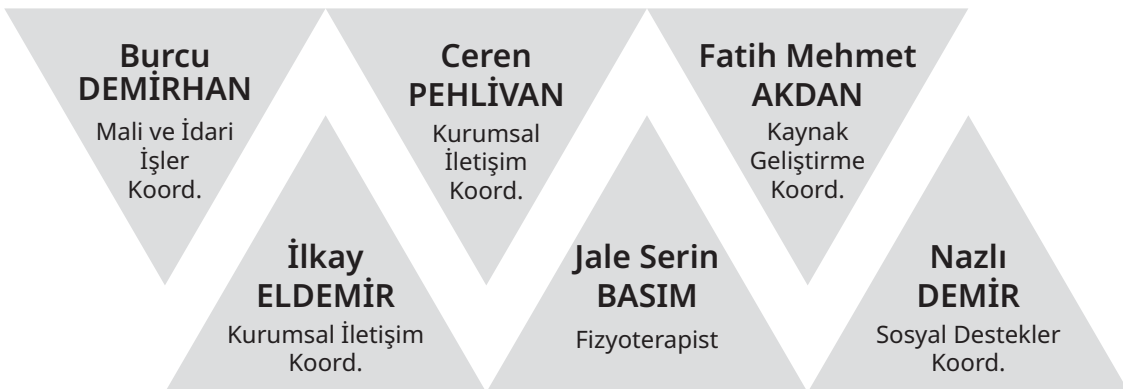 Burcu
DEMİRHAN
Mali ve İdari
İşler
Koord.
Ceren
PEHLİVAN
Kurumsal
İletişim
Koord.
Fatih Mehmet
AKDAN
Kaynak
Geliştirme
Koord.
İlkay
ELDEMİR
Kurumsal İletişim
Koord.
Jale Serin
BASIM
Fizyoterapist
Nazlı
DEMİR
Sosyal Destekler
Koord.